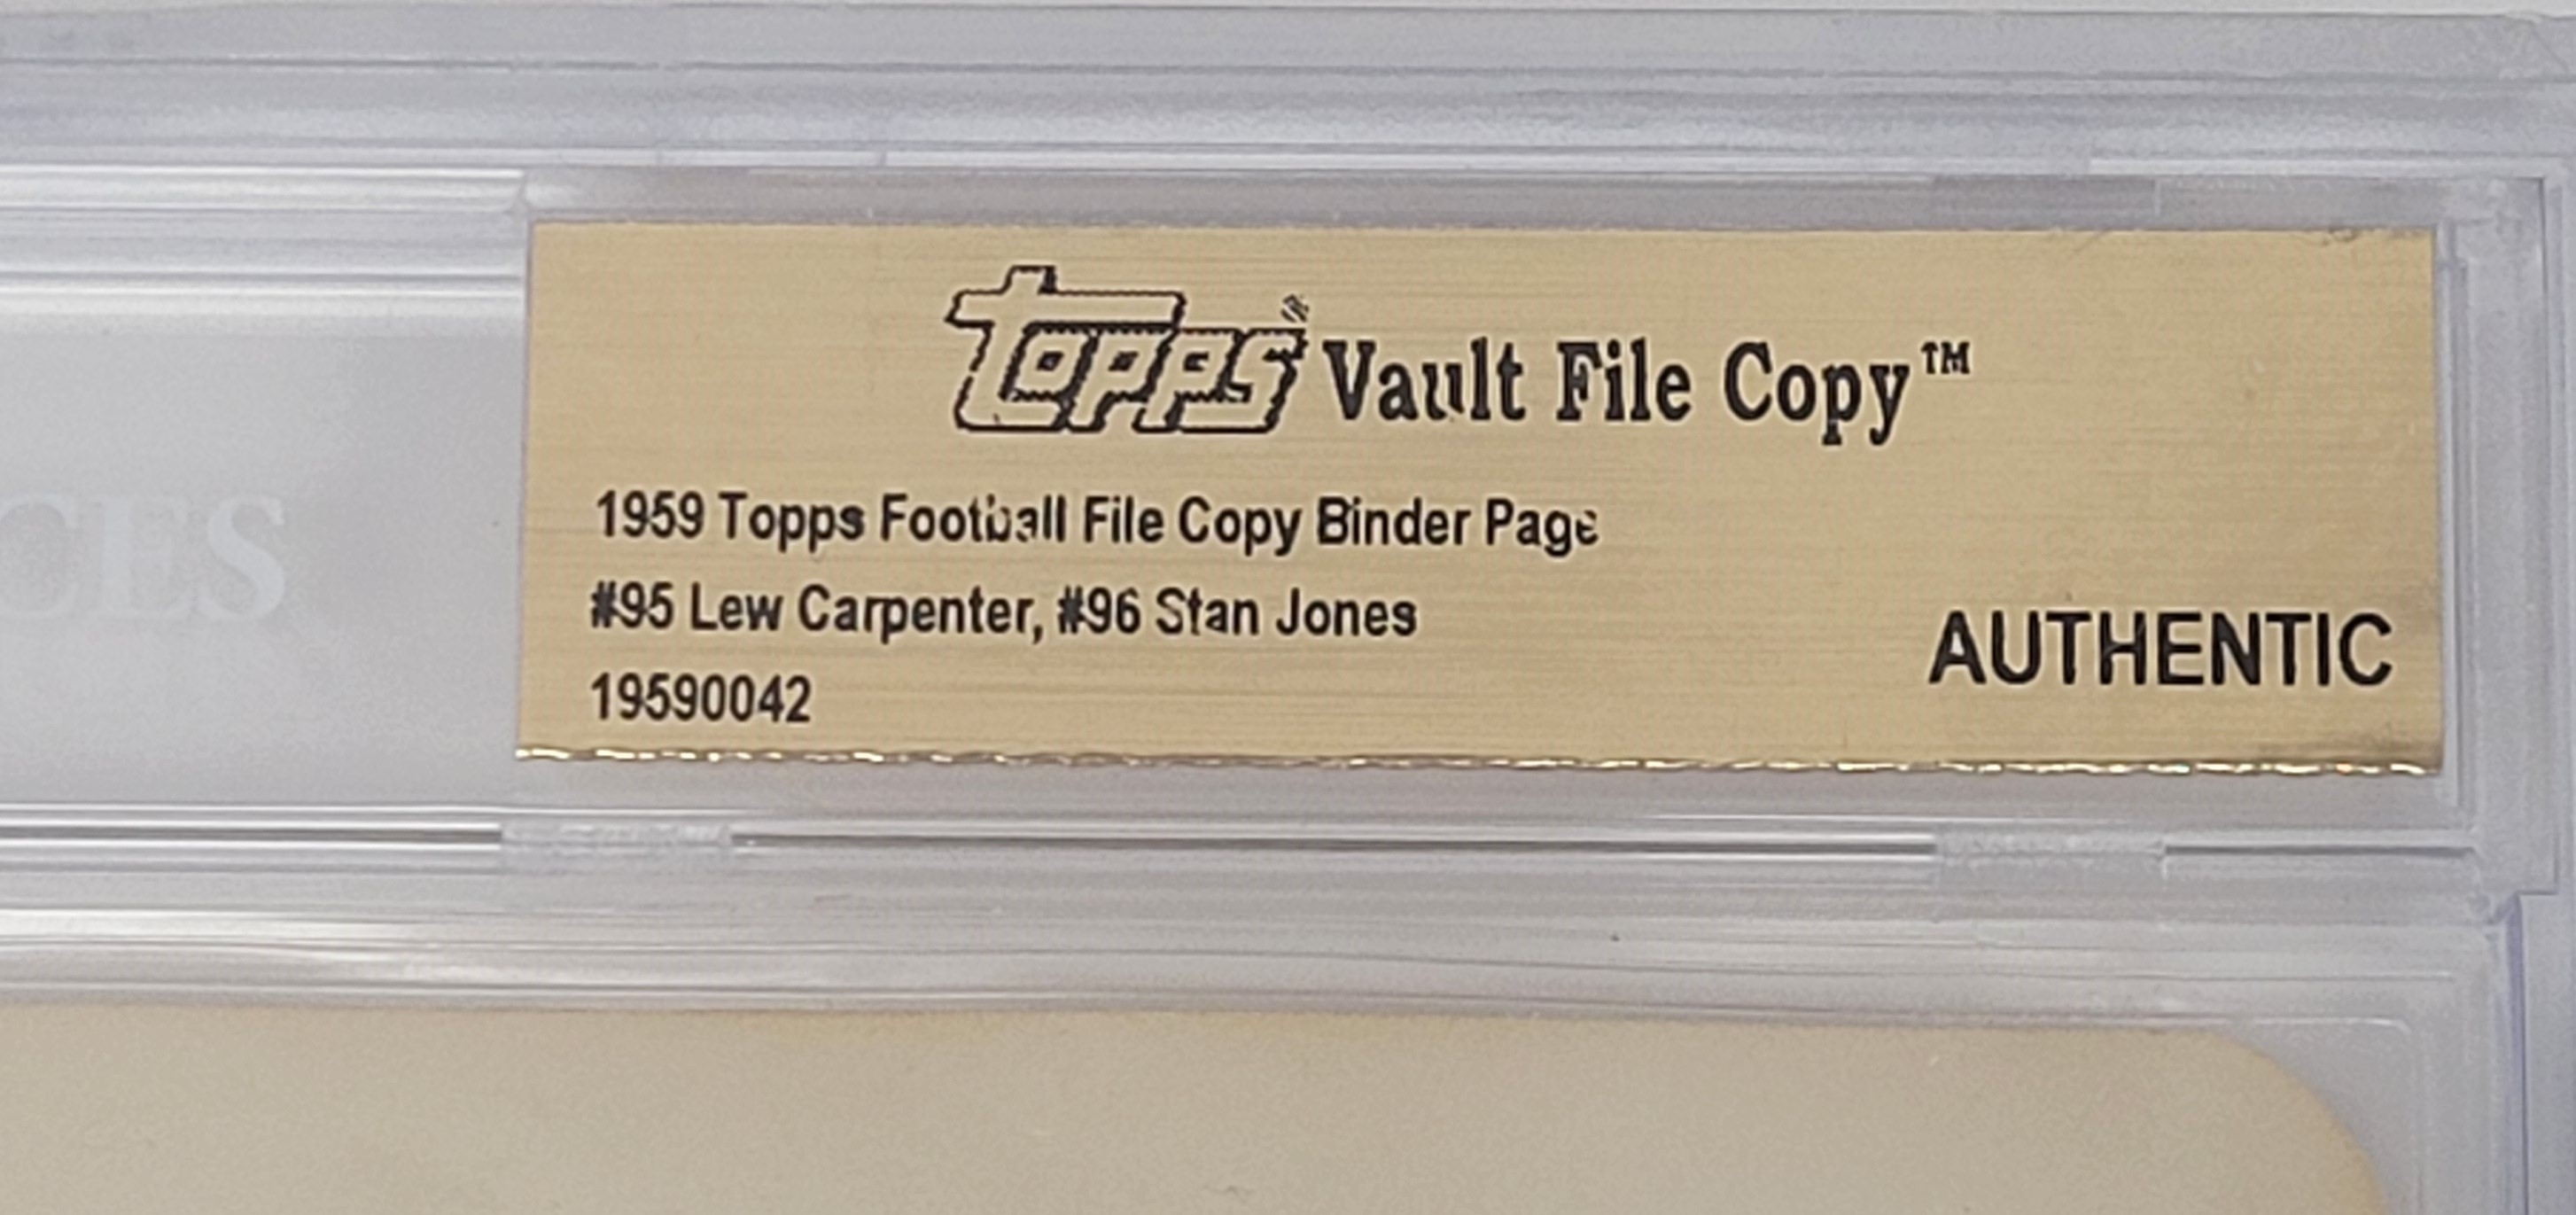 Topps® Vault File Copy™
1959 Topps Football File Copy Binder Page
#95 Lew Carpenter, #96 Stan Jones
19590042
AUTHENTIC
CES